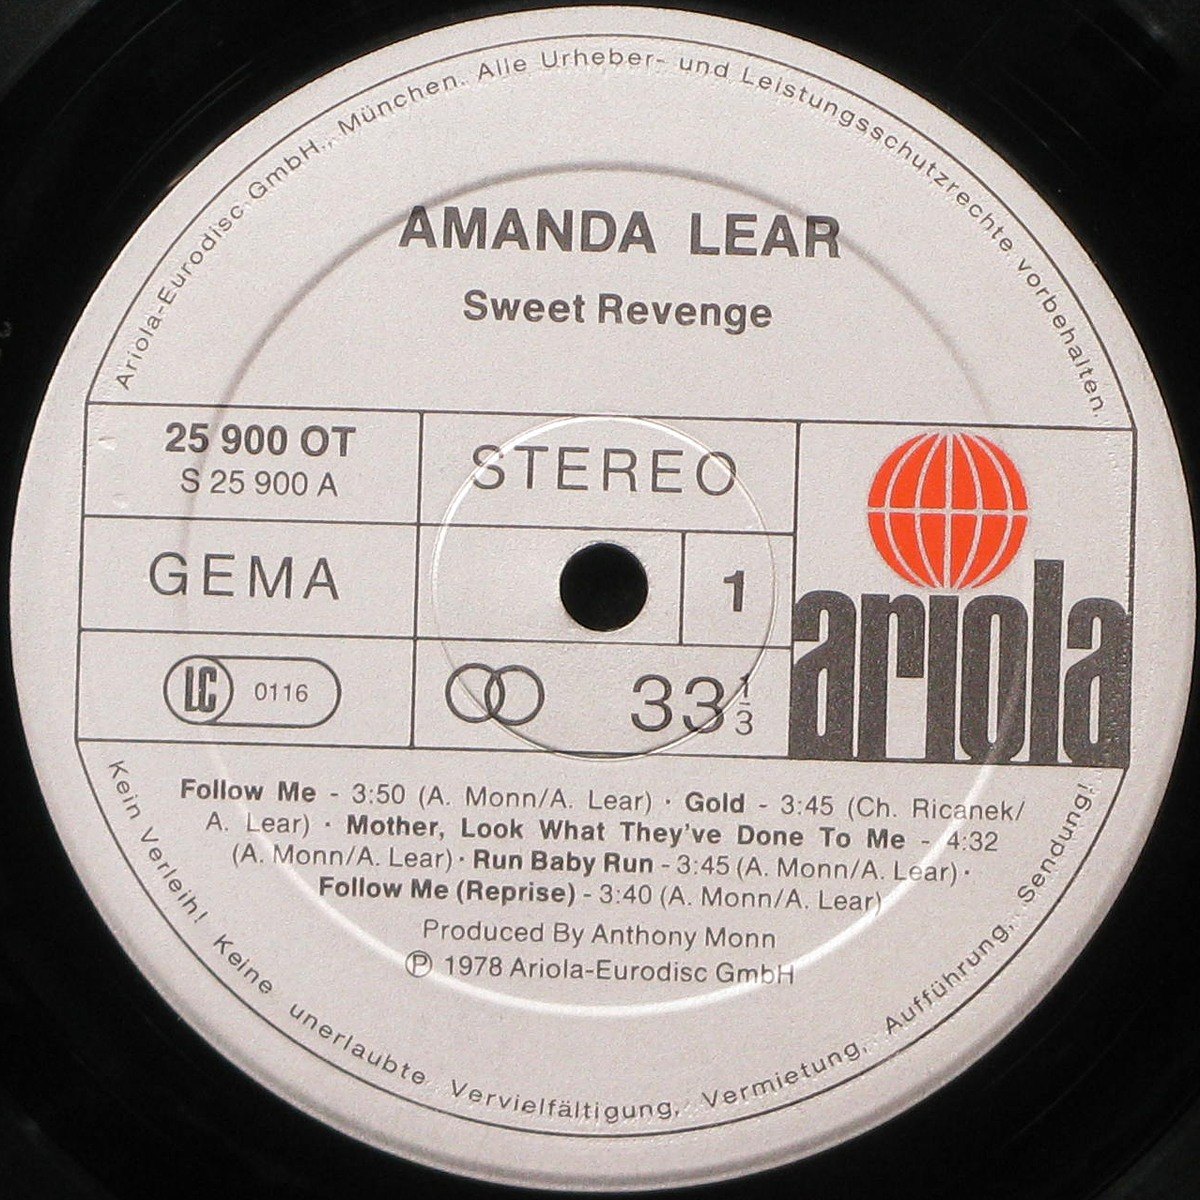 Ariola-Eurodisc GmbH., München. Alle Urheber- und Leistungsschutzrechte vorbehalten.
AMANDA LEAR
Sweet Revenge
25 900 OT
S 25 900 A
STEREO
GEMA
1
ariola
LC 0116
33 1/3
Follow Me - 3:50 (A. Monn/A. Lear) · Gold - 3:45 (Ch. Ricanek/
A. Lear) · Mother, Look What They've Done To Me - 4:32
(A. Monn/A. Lear) · Run Baby Run - 3:45 (A. Monn/A. Lear) ·
Follow Me (Reprise) - 3:40 (A. Monn/A. Lear)
Produced By Anthony Monn
Ⓟ 1978 Ariola-Eurodisc GmbH
Kein Verleih! Keine unerlaubte Vervielfältigung, Vermietung, Aufführung, Sendung!